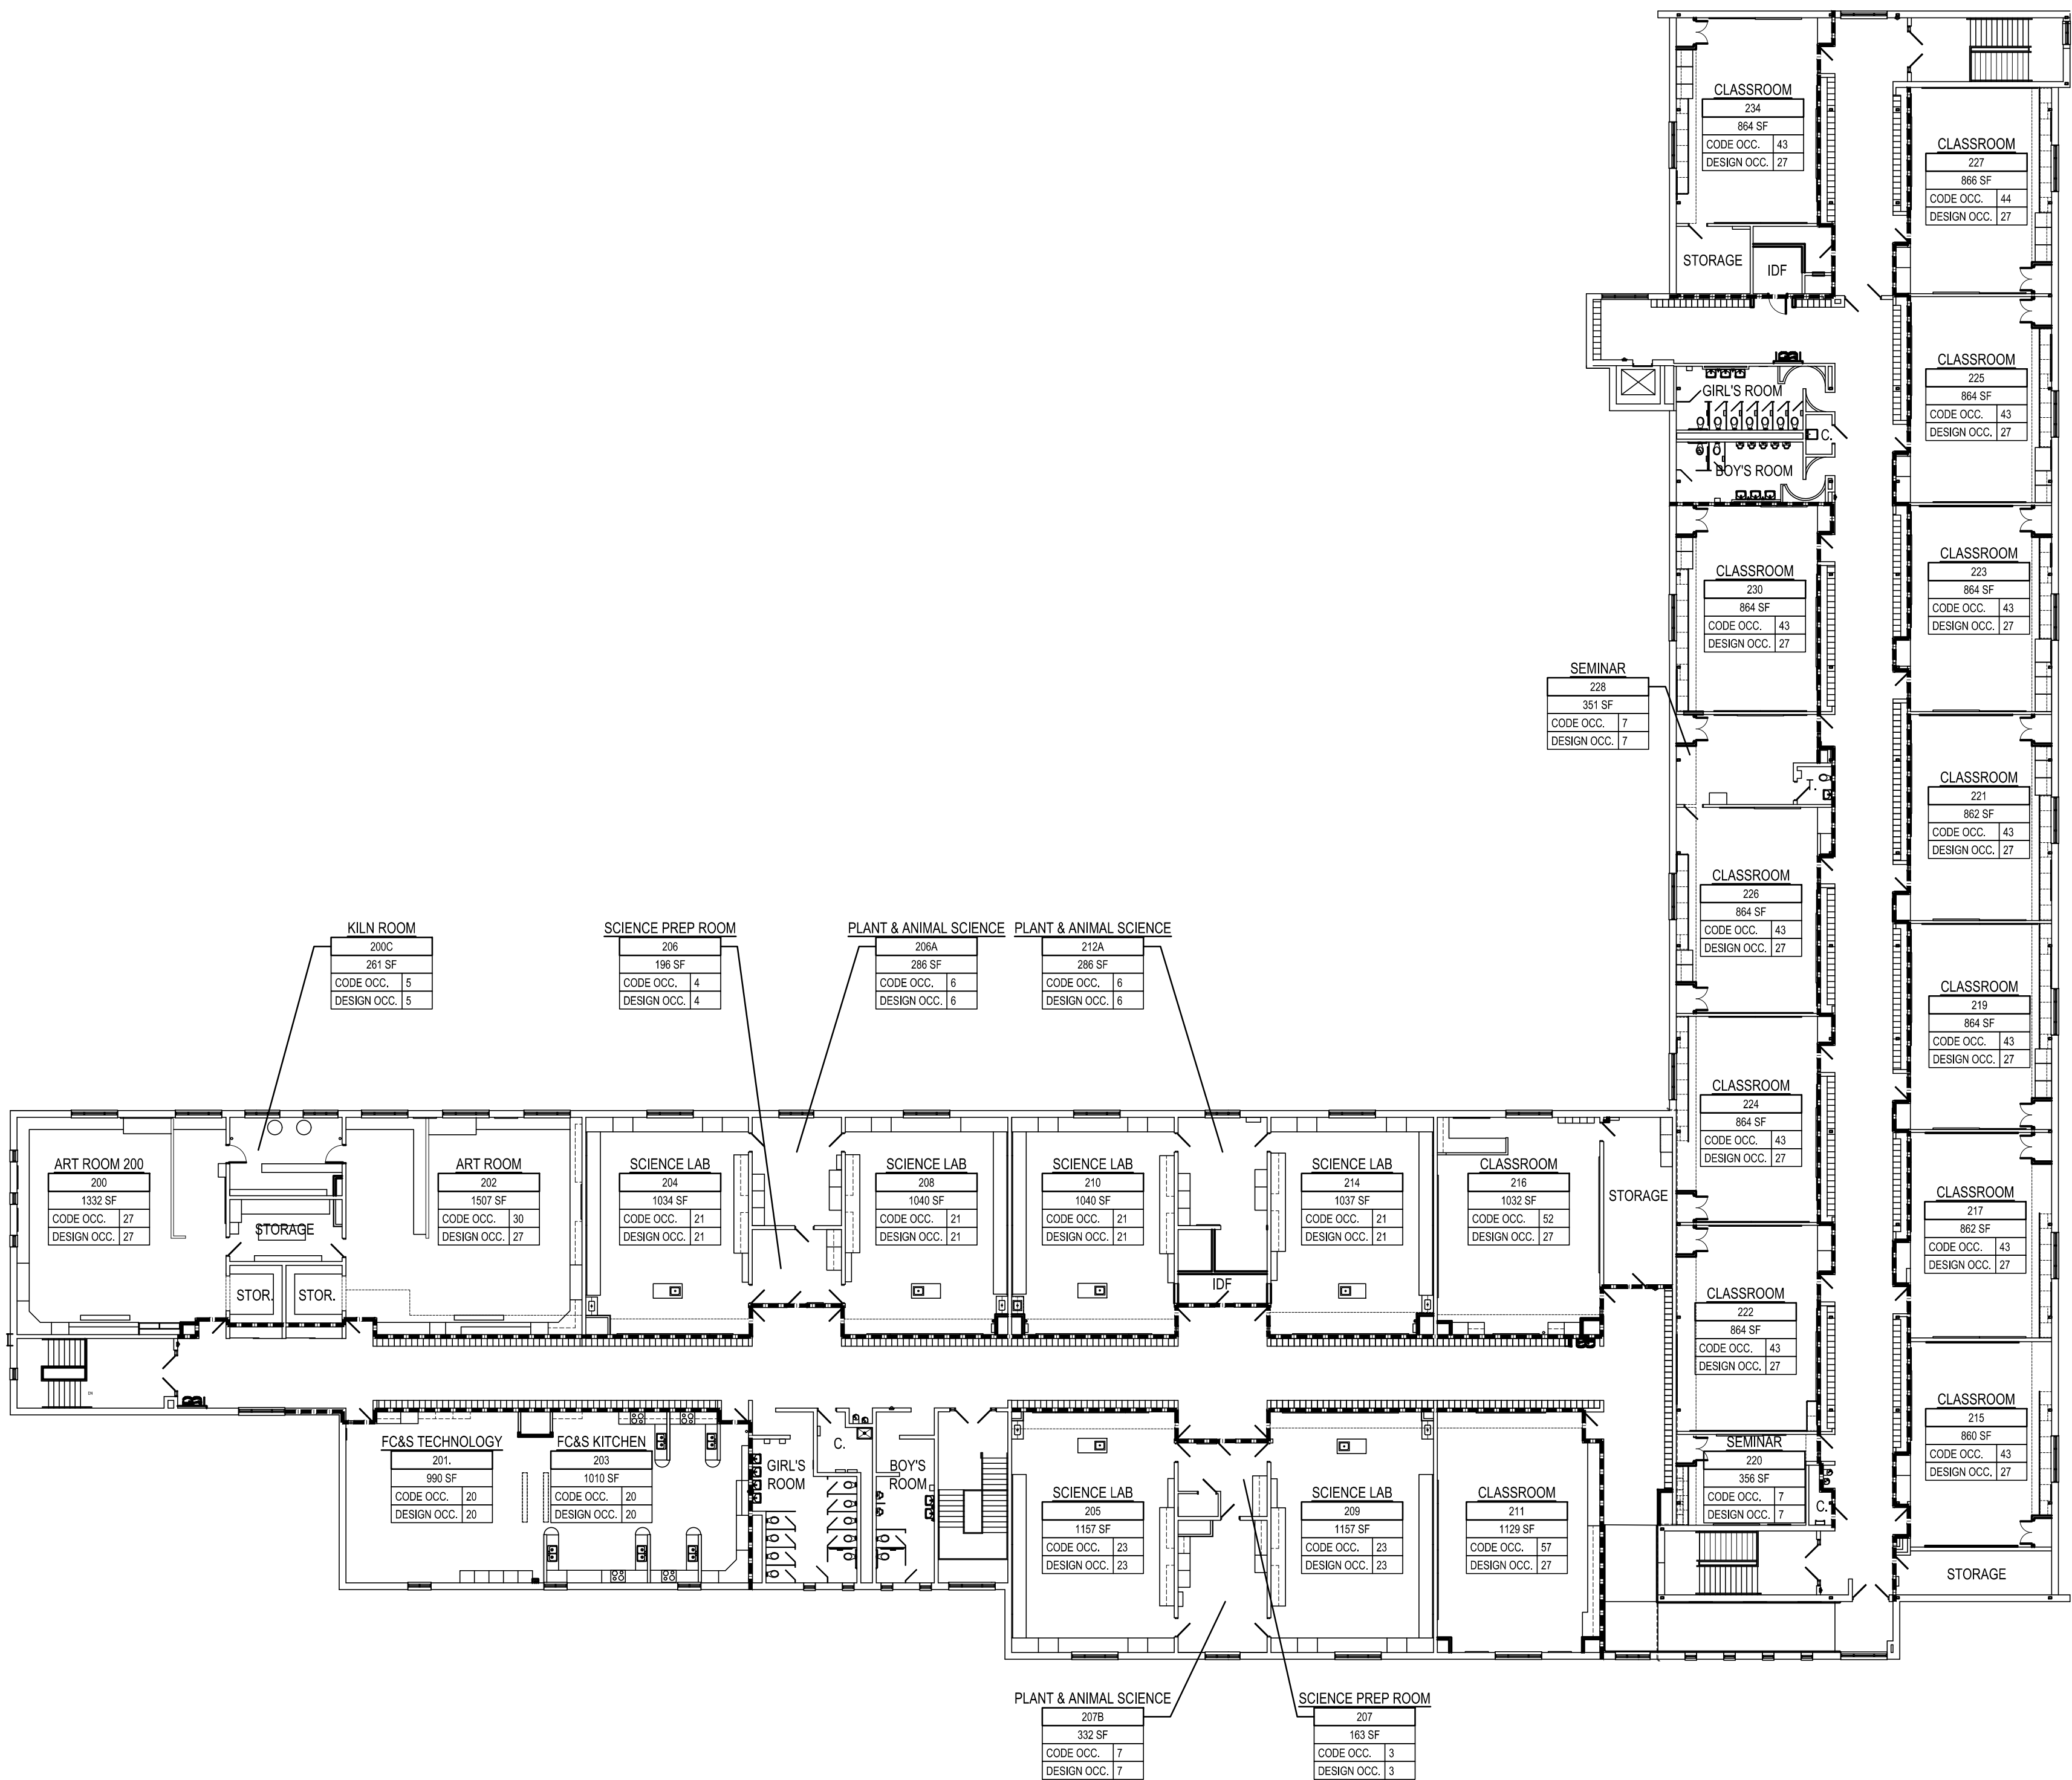 CLASSROOM
234
864 SF
CODE OCC. 43
DESIGN OCC. 27
CLASSROOM
227
866 SF
CODE OCC. 44
DESIGN OCC. 27
STORAGE
IDF
CLASSROOM
225
864 SF
CODE OCC. 43
DESIGN OCC. 27
GIRL'S ROOM
C.
BOY'S ROOM
CLASSROOM
223
864 SF
CODE OCC. 43
DESIGN OCC. 27
CLASSROOM
230
864 SF
CODE OCC. 43
DESIGN OCC. 27
SEMINAR
228
351 SF
CODE OCC. 7
DESIGN OCC. 7
T.
CLASSROOM
221
862 SF
CODE OCC. 43
DESIGN OCC. 27
CLASSROOM
226
864 SF
CODE OCC. 43
DESIGN OCC. 27
KILN ROOM
200C
261 SF
CODE OCC. 5
DESIGN OCC. 5
SCIENCE PREP ROOM
206
196 SF
CODE OCC. 4
DESIGN OCC. 4
PLANT & ANIMAL SCIENCE
206A
286 SF
CODE OCC. 6
DESIGN OCC. 6
PLANT & ANIMAL SCIENCE
212A
286 SF
CODE OCC. 6
DESIGN OCC. 6
CLASSROOM
219
864 SF
CODE OCC. 43
DESIGN OCC. 27
CLASSROOM
224
864 SF
CODE OCC. 43
DESIGN OCC. 27
ART ROOM 200
200
1332 SF
CODE OCC. 27
DESIGN OCC. 27
STORAGE
STOR.
STOR.
ART ROOM
202
1507 SF
CODE OCC. 30
DESIGN OCC. 27
SCIENCE LAB
204
1034 SF
CODE OCC. 21
DESIGN OCC. 21
SCIENCE LAB
208
1040 SF
CODE OCC. 21
DESIGN OCC. 21
SCIENCE LAB
210
1040 SF
CODE OCC. 21
DESIGN OCC. 21
IDF
SCIENCE LAB
214
1037 SF
CODE OCC. 21
DESIGN OCC. 21
CLASSROOM
216
1032 SF
CODE OCC. 52
DESIGN OCC. 27
STORAGE
CLASSROOM
217
862 SF
CODE OCC. 43
DESIGN OCC. 27
CLASSROOM
222
864 SF
CODE OCC. 43
DESIGN OCC. 27
DN
FC&S TECHNOLOGY
201.
990 SF
CODE OCC. 20
DESIGN OCC. 20
FC&S KITCHEN
203
1010 SF
CODE OCC. 20
DESIGN OCC. 20
GIRL'S
ROOM
C.
BOY'S
ROOM
SCIENCE LAB
205
1157 SF
CODE OCC. 23
DESIGN OCC. 23
SCIENCE LAB
209
1157 SF
CODE OCC. 23
DESIGN OCC. 23
CLASSROOM
211
1129 SF
CODE OCC. 57
DESIGN OCC. 27
SEMINAR
220
356 SF
CODE OCC. 7
DESIGN OCC. 7
C.
CLASSROOM
215
860 SF
CODE OCC. 43
DESIGN OCC. 27
STORAGE
PLANT & ANIMAL SCIENCE
207B
332 SF
CODE OCC. 7
DESIGN OCC. 7
SCIENCE PREP ROOM
207
163 SF
CODE OCC. 3
DESIGN OCC. 3